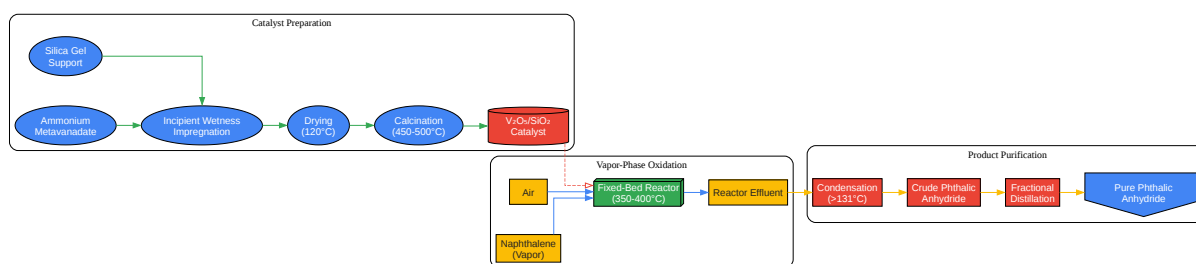 Catalyst Preparation
Silica Gel
Support
Ammonium
Metavanadate
Incipient Wetness
Impregnation
Drying
(120°C)
Calcination
(450-500°C)
V₂O₅/SiO₂
Catalyst
Vapor-Phase Oxidation
Air
Naphthalene
(Vapor)
Fixed-Bed Reactor
(350-400°C)
Reactor Effluent
Product Purification
Condensation
(>131°C)
Crude Phthalic
Anhydride
Fractional
Distillation
Pure Phthalic
Anhydride